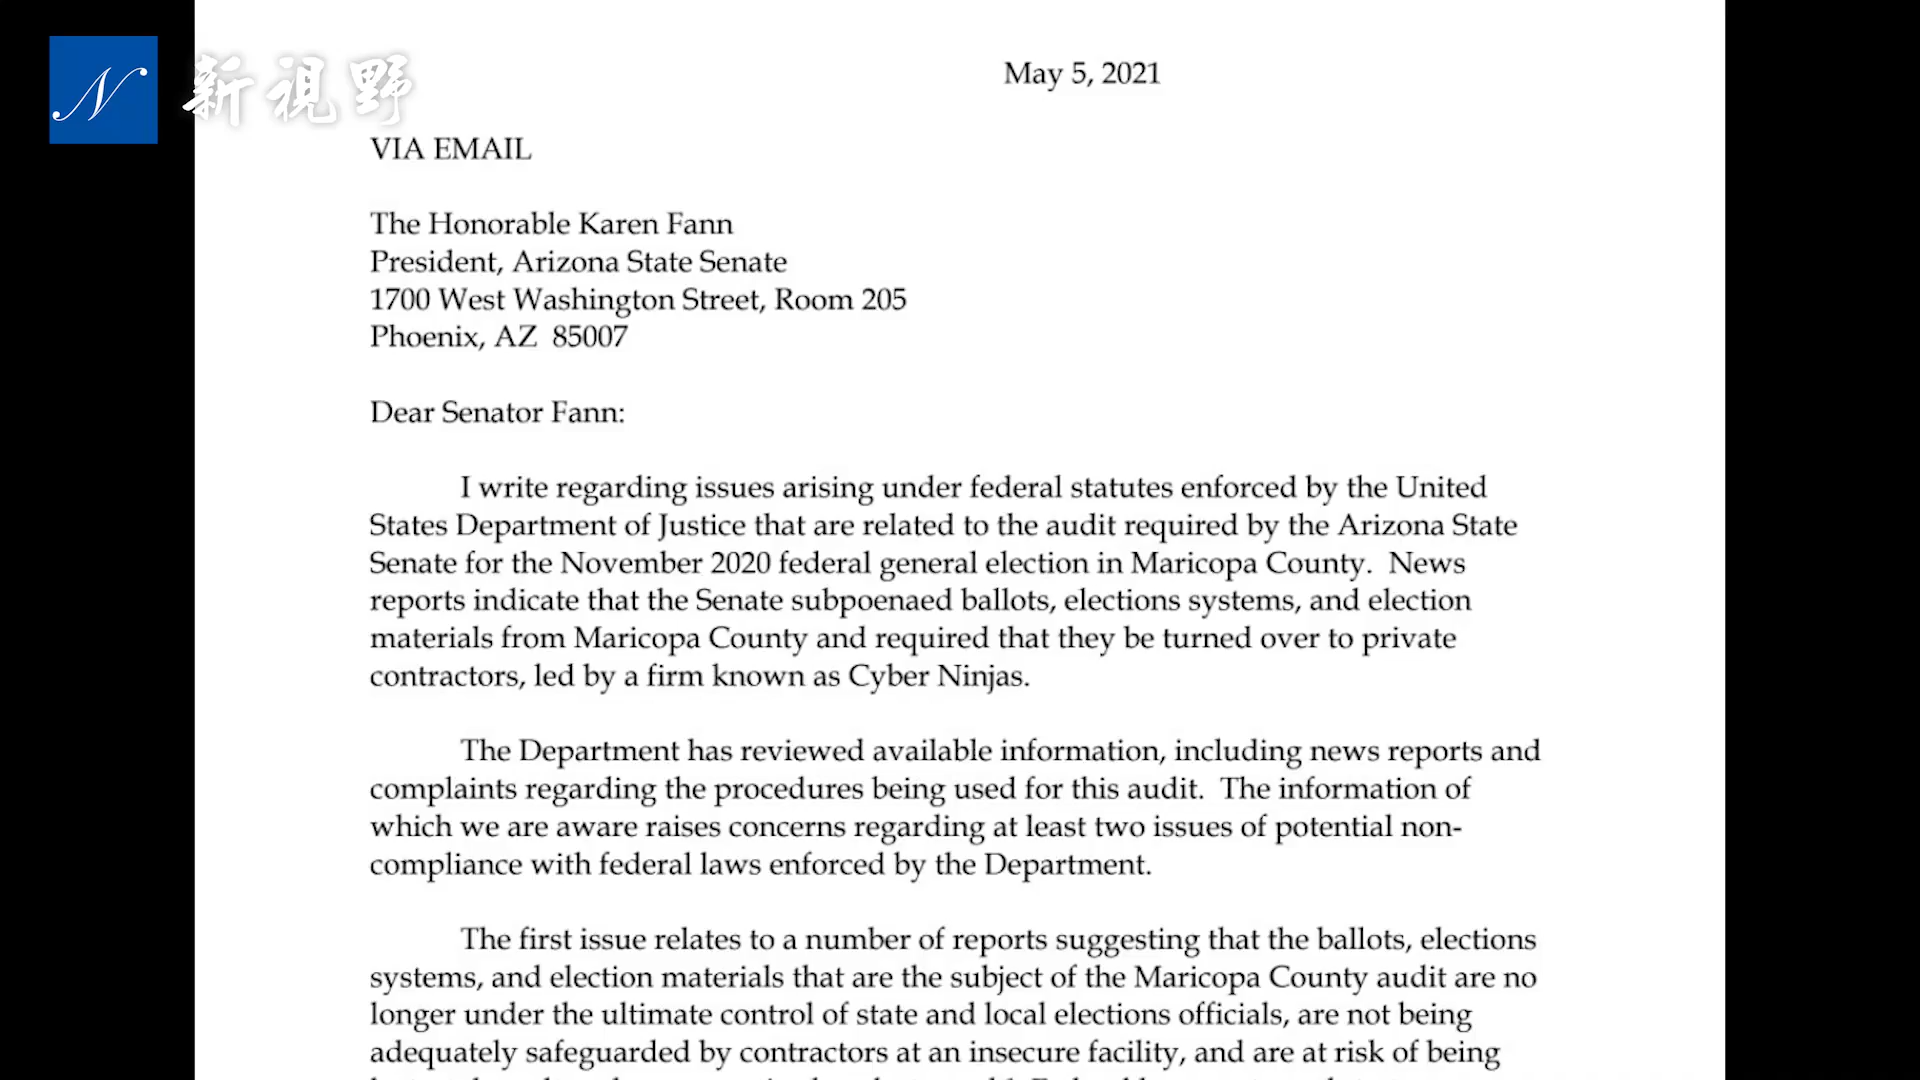 N 新視野
May 5, 2021
VIA EMAIL
The Honorable Karen Fann
President, Arizona State Senate
1700 West Washington Street, Room 205
Phoenix, AZ  85007
Dear Senator Fann:
I write regarding issues arising under federal statutes enforced by the United
States Department of Justice that are related to the audit required by the Arizona State
Senate for the November 2020 federal general election in Maricopa County.  News
reports indicate that the Senate subpoenaed ballots, elections systems, and election
materials from Maricopa County and required that they be turned over to private
contractors, led by a firm known as Cyber Ninjas.
The Department has reviewed available information, including news reports and
complaints regarding the procedures being used for this audit.  The information of
which we are aware raises concerns regarding at least two issues of potential non-
compliance with federal laws enforced by the Department.
The first issue relates to a number of reports suggesting that the ballots, elections
systems, and election materials that are the subject of the Maricopa County audit are no
longer under the ultimate control of state and local elections officials, are not being
adequately safeguarded by contractors at an insecure facility, and are at risk of being